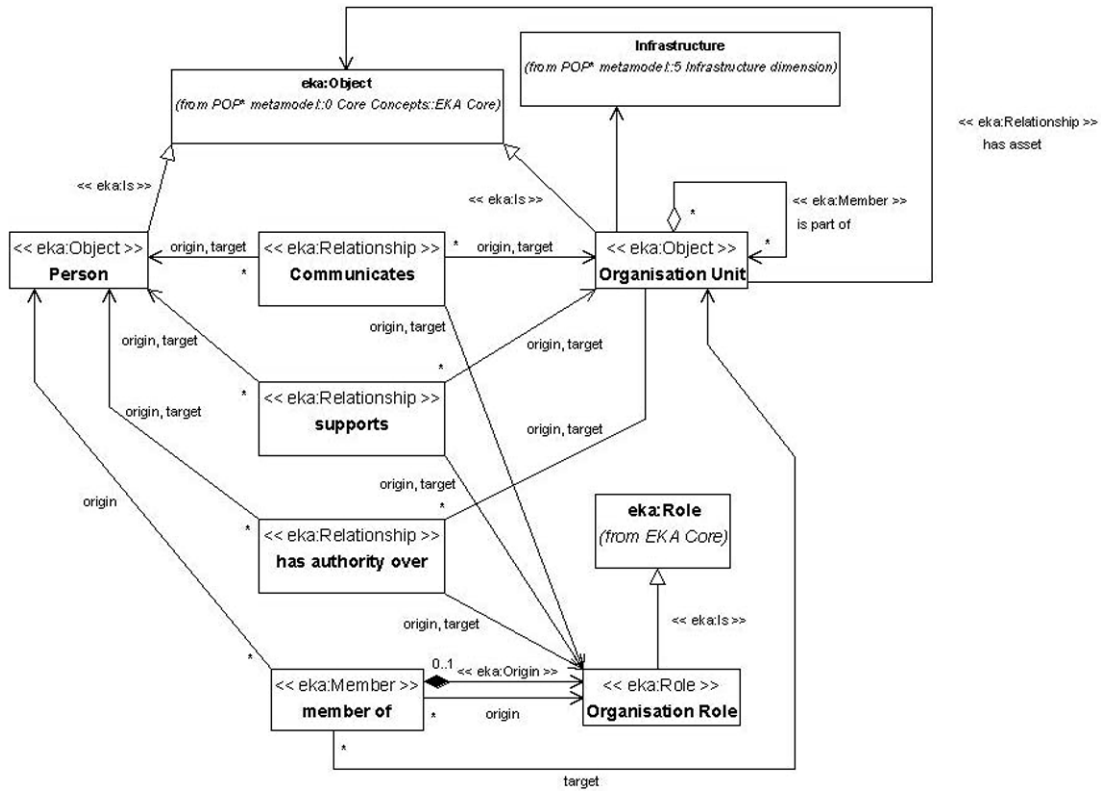 Infrastructure
(from POP* metamodel::5 Infrastructure dimension)
eka:Object
(from POP* metamodel::0 Core Concepts::EKA Core)
<< eka:Relationship >>
has asset
<< eka:Is >>
<< eka:Is >>
<< eka:Member >>
is part of
*
*
<< eka:Object >>
Person
origin, target
*
<< eka:Relationship >>
Communicates
*
origin, target
<< eka:Object >>
Organisation Unit
origin, target
origin, target
*
<< eka:Relationship >>
supports
*
origin, target
origin, target
origin, target
origin, target
*
<< eka:Relationship >>
has authority over
*
origin, target
origin
eka:Role
(from EKA Core)
<< eka:Is >>
*
<< eka:Member >>
member of
0..1
<< eka:Origin >>
*
origin
<< eka:Role >>
Organisation Role
*
target